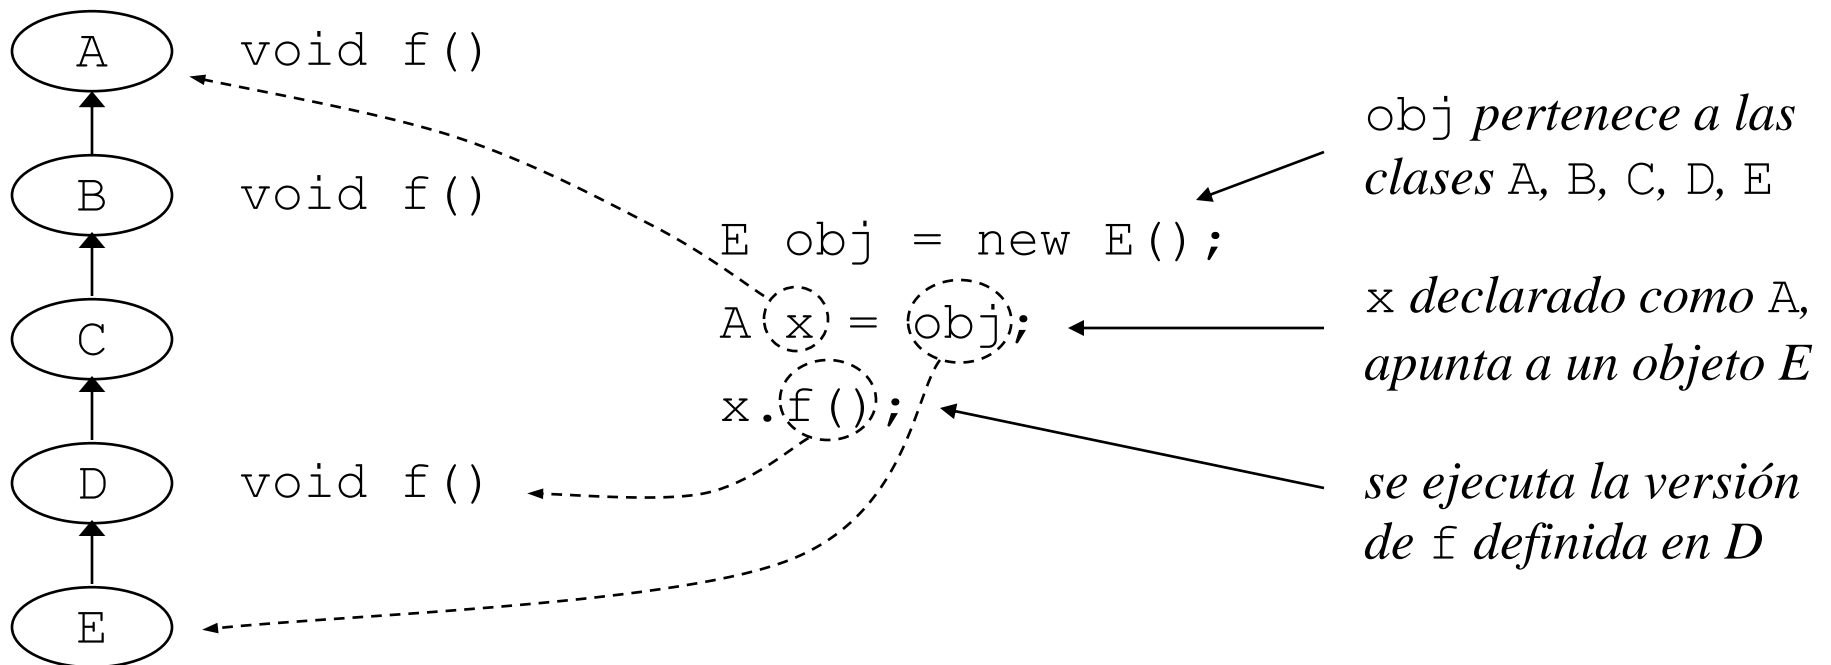 A void f()
B void f()
C
D void f()
E
E obj = new E();
A x = obj;
x.f();
obj pertenece a las
clases A, B, C, D, E
x declarado como A,
apunta a un objeto E
se ejecuta la versión
de f definida en D